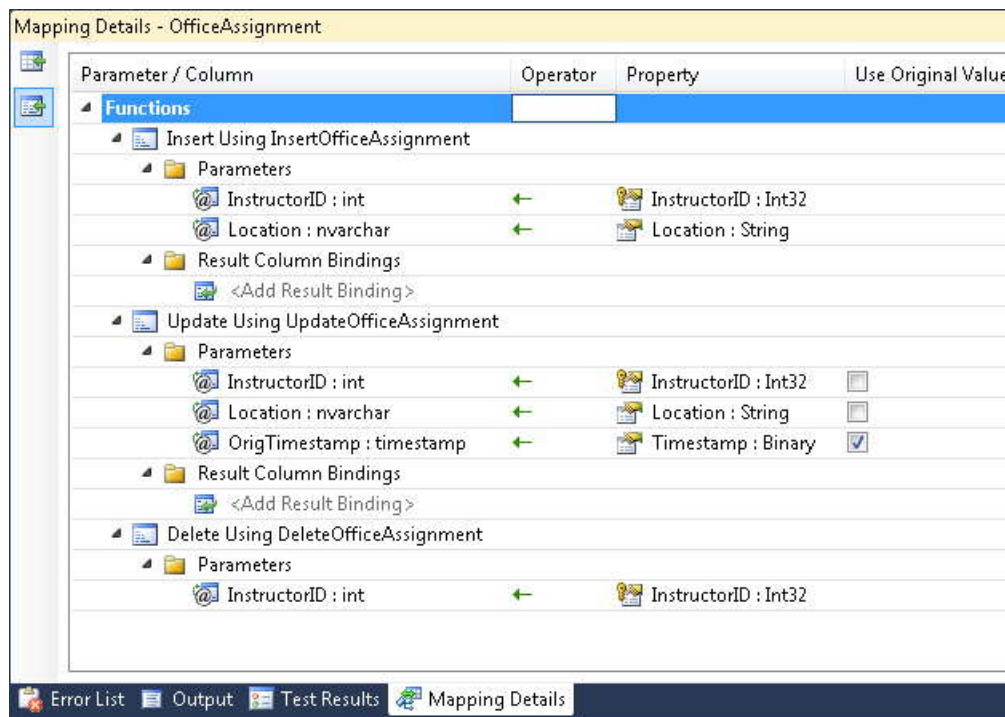 Mapping Details - OfficeAssignment
Parameter / Column Operator Property Use Original Value
Functions
Insert Using InsertOfficeAssignment
Parameters
InstructorID : int ← InstructorID : Int32
Location : nvarchar ← Location : String
Result Column Bindings
<Add Result Binding>
Update Using UpdateOfficeAssignment
Parameters
InstructorID : int ← InstructorID : Int32
Location : nvarchar ← Location : String
OrigTimestamp : timestamp ← Timestamp : Binary
Result Column Bindings
<Add Result Binding>
Delete Using DeleteOfficeAssignment
Parameters
InstructorID : int ← InstructorID : Int32
Error List Output Test Results Mapping Details